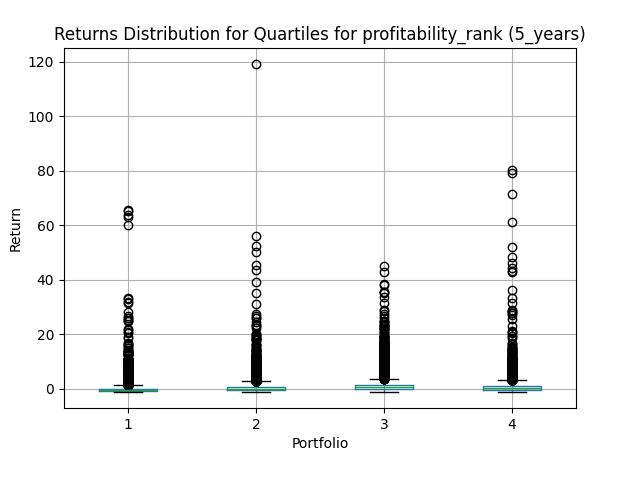 Returns Distribution for Quartiles for profitability_rank (5_years)
120
100
80
60
40
20
0
Return
1 2 3 4
Portfolio